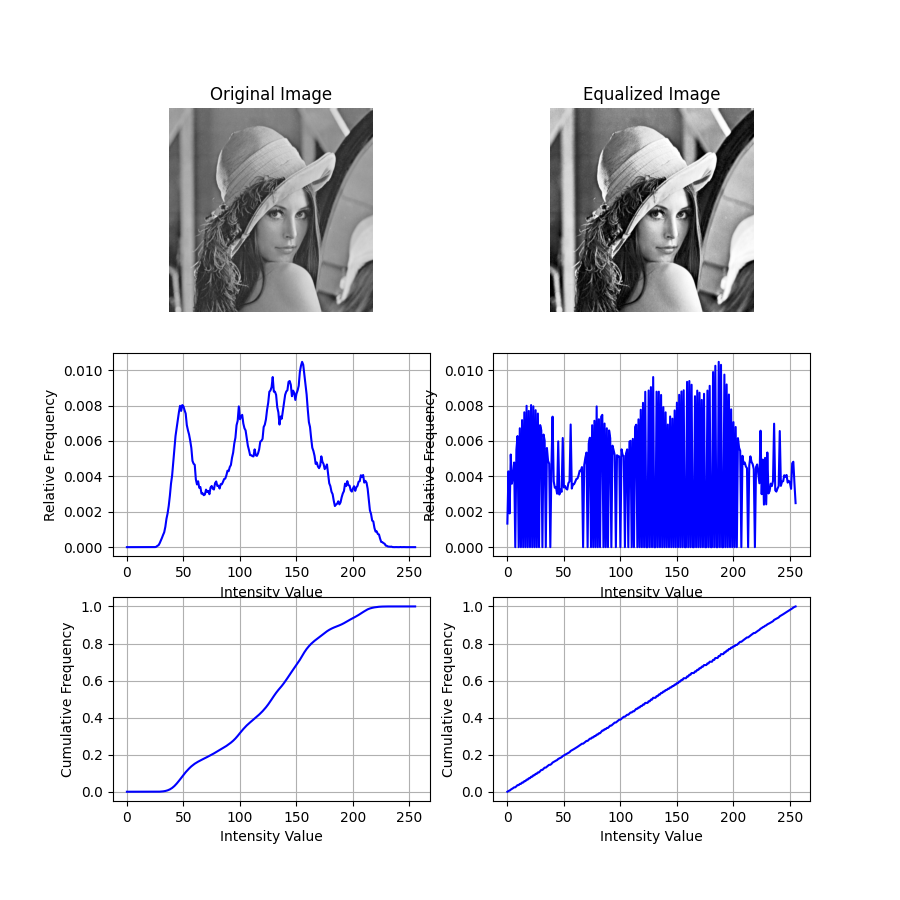 Original Image
Equalized Image
Relative Frequency
0.010
0.008
0.006
0.004
0.002
0.000
0 50 100 150 200 250
Intensity Value
Relative Frequency
0.010
0.008
0.006
0.004
0.002
0.000
0 50 100 150 200 250
Intensity Value
Cumulative Frequency
1.0
0.8
0.6
0.4
0.2
0.0
0 50 100 150 200 250
Intensity Value
Cumulative Frequency
1.0
0.8
0.6
0.4
0.2
0.0
0 50 100 150 200 250
Intensity Value